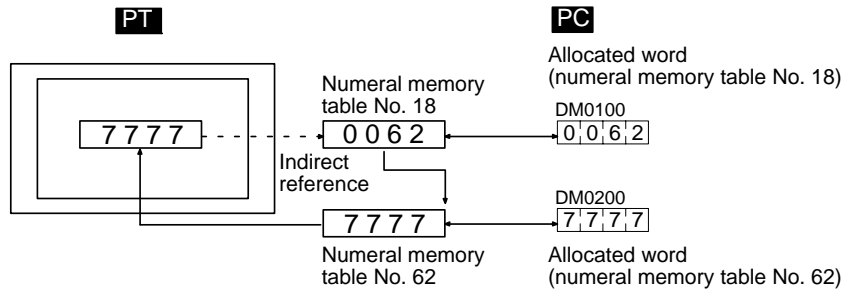 PT
PC
Allocated word
(numeral memory table No. 18)
Numeral memory
table No. 18
DM0100
7777
0062
0062
Indirect
reference
DM0200
7777
7777
Numeral memory
table No. 62
Allocated word
(numeral memory table No. 62)